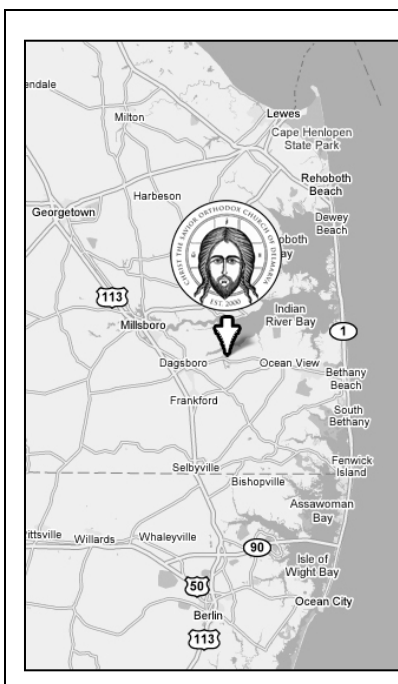 endale
Milton
Lewes
Cape Henlopen
State Park
Harbeson
Rehoboth
Beach
Georgetown
Dewey
Beach
CHRIST THE SAVIOR ORTHODOX CHURCH OF DELMARVA
EST. 2000
oboth
ay
113
Millsboro
Indian
River Bay
1
Dagsboro
Ocean View
Bethany
Beach
Frankford
South
Bethany
Selbyville
Fenwick
Island
Bishopville
Assawoman
Bay
ittsville
Willards
Whaleyville
90
Isle of
Wight Bay
50
Ocean City
Berlin
113